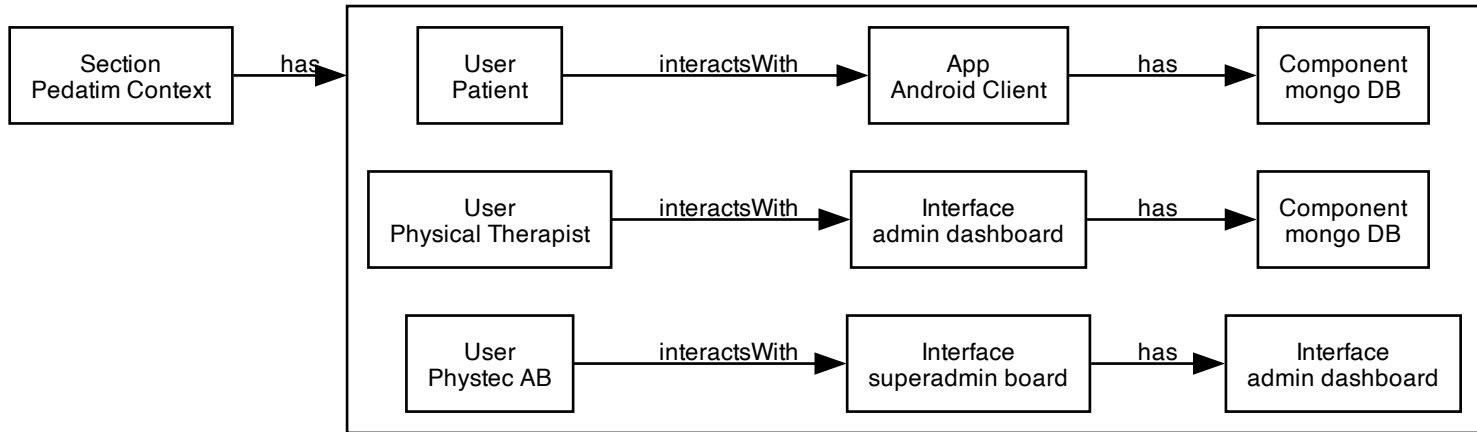 Section
Pedatim Context
has
User
Patient
interactsWith
App
Android Client
has
Component
mongo DB
User
Physical Therapist
interactsWith
Interface
admin dashboard
has
Component
mongo DB
User
Phystec AB
interactsWith
Interface
superadmin board
has
Interface
admin dashboard